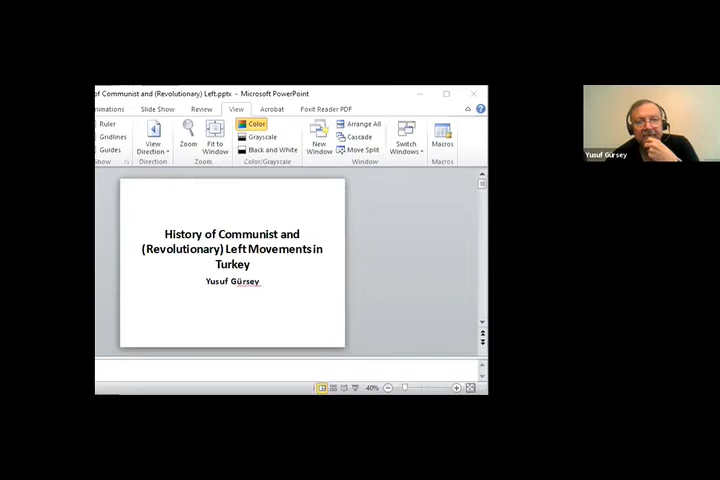 of Communist and (Revolutionary) Left.pptx - Microsoft PowerPoint
nimations Slide Show Review View Acrobat Foxit Reader PDF
Ruler
Gridlines
Guides
Show
View Direction
Direction
Zoom
Fit to Window
Zoom
Color
Grayscale
Black and White
Color/Grayscale
New Window
Arrange All
Cascade
Move Split
Window
Switch Windows
Macros
Macros
History of Communist and
(Revolutionary) Left Movements in
Turkey
Yusuf Gürsey
40%
Yusuf Gürsey